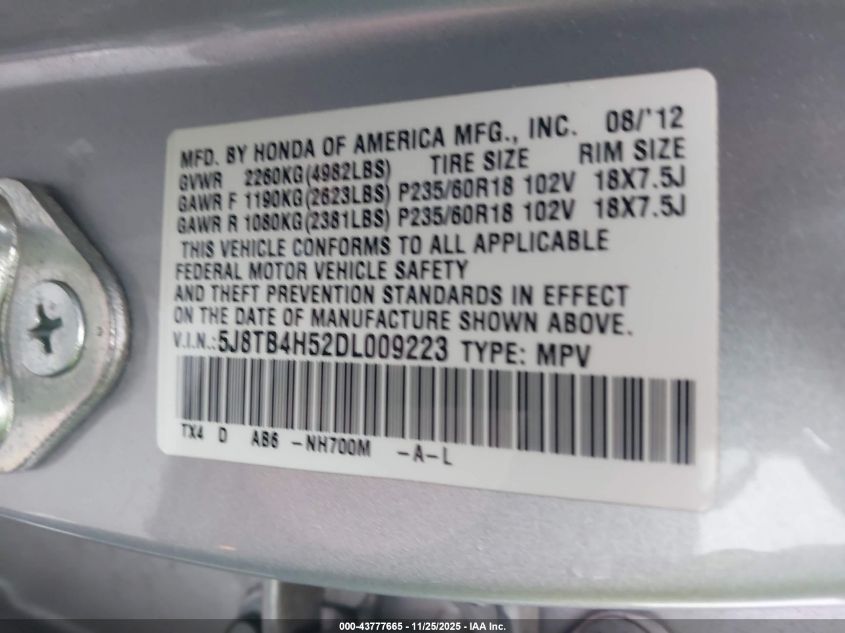 MFD. BY HONDA OF AMERICA MFG., INC. 08/'12
GVWR 2260KG(4982LBS) TIRE SIZE RIM SIZE
GAWR F 1190KG(2623LBS) P235/60R18 102V 18X7.5J
GAWR R 1080KG(2381LBS) P235/60R18 102V 18X7.5J
THIS VEHICLE CONFORMS TO ALL APPLICABLE
FEDERAL MOTOR VEHICLE SAFETY
AND THEFT PREVENTION STANDARDS IN EFFECT
ON THE DATE OF MANUFACTURE SHOWN ABOVE.
V.I.N.:5J8TB4H52DL009223 TYPE: MPV
TX4 D AB6 -NH700M -A-L
000-43777665 - 11/25/2025 - IAA Inc.